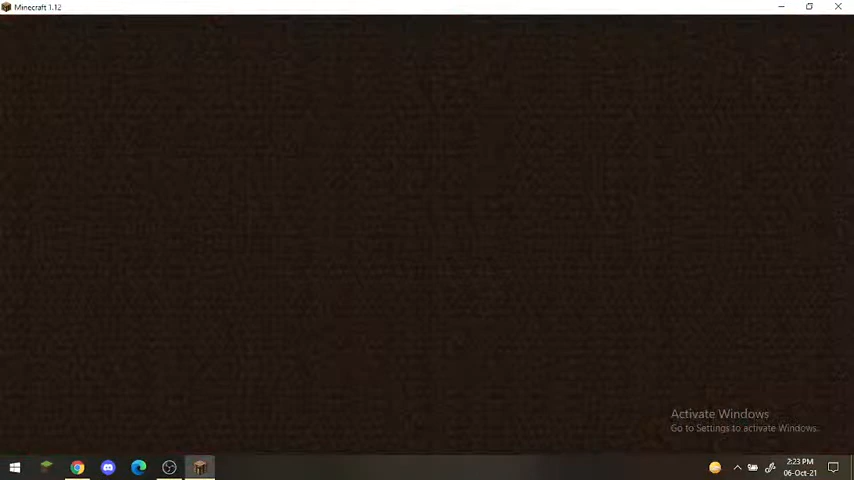 Minecraft 1.12
Activate Windows
Go to Settings to activate Windows.
2:23 PM
06-Oct-21